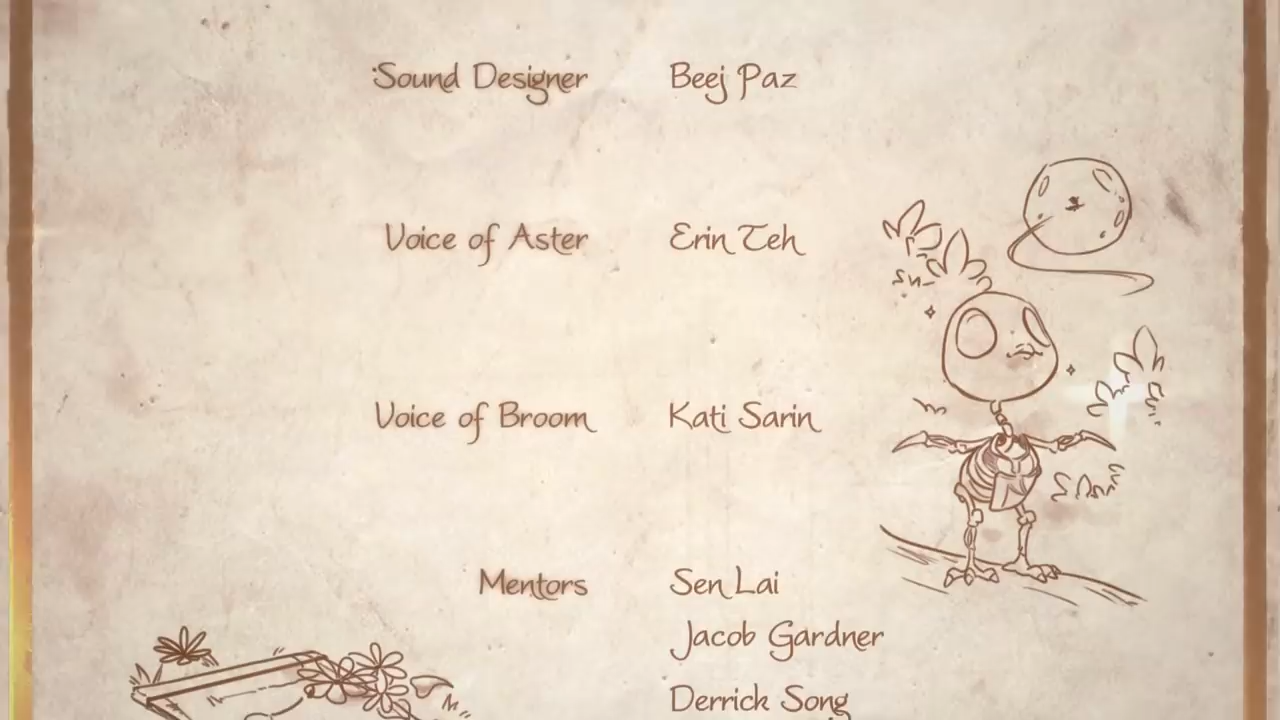 Sound Designer Beej Paz
Voice of Aster Erin Teh
Voice of Broom Kati Sarin
Mentors Sen Lai
Jacob Gardner
Derrick Song